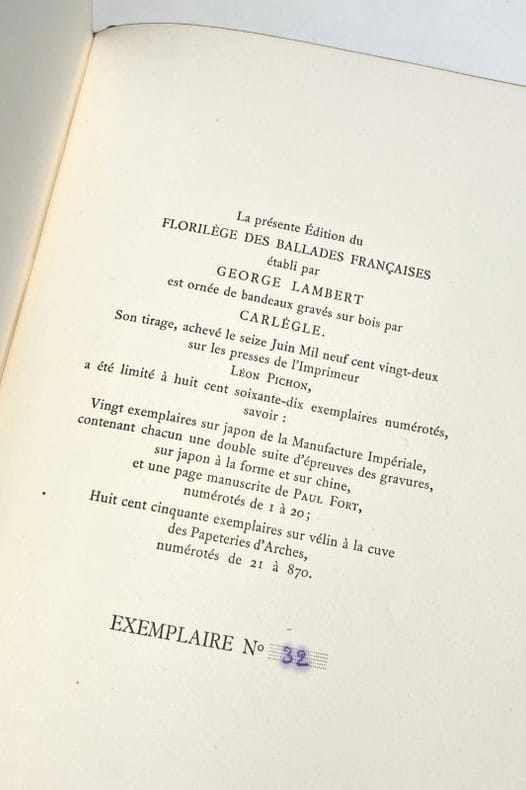 La présente Édition du
FLORILÈGE DES BALLADES FRANÇAISES
établi par
GEORGE LAMBERT
est ornée de bandeaux gravés sur bois par
CARLÈGLE.
Son tirage, achevé le seize Juin Mil neuf cent vingt-deux
sur les presses de l'Imprimeur
LÉON PICHON,
a été limité à huit cent soixante-dix exemplaires numérotés,
savoir :
Vingt exemplaires sur japon de la Manufacture Impériale,
contenant chacun une double suite d'épreuves des gravures,
sur japon à la forme et sur chine,
et une page manuscrite de PAUL FORT,
numérotés de 1 à 20;
Huit cent cinquante exemplaires sur vélin à la cuve
des Papeteries d'Arches,
numérotés de 21 à 870.
EXEMPLAIRE Nº 32